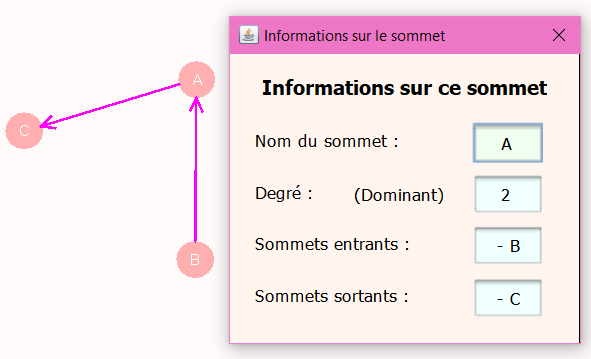 A
C
B
Informations sur le sommet
Informations sur ce sommet
Nom du sommet : A
Degré : (Dominant) 2
Sommets entrants : - B
Sommets sortants : - C